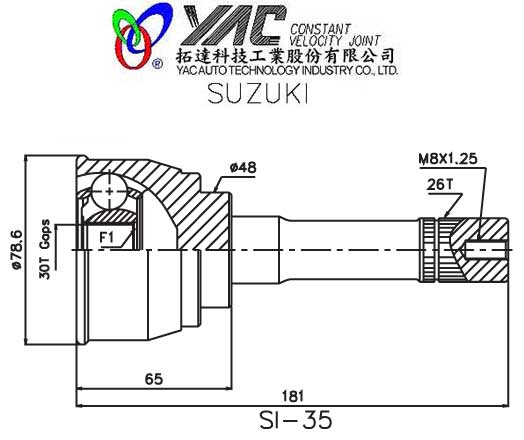 YAC CONSTANT
VELOCITY JOINT
®
拓達科技工業股份有限公司
YAC AUTO TECHNOLOGY INDUSTRY CO., LTD.
SUZUKI
M8X1.25
ø48
26T
ø78.6
30T Gaps
F1
65
181
SI-35